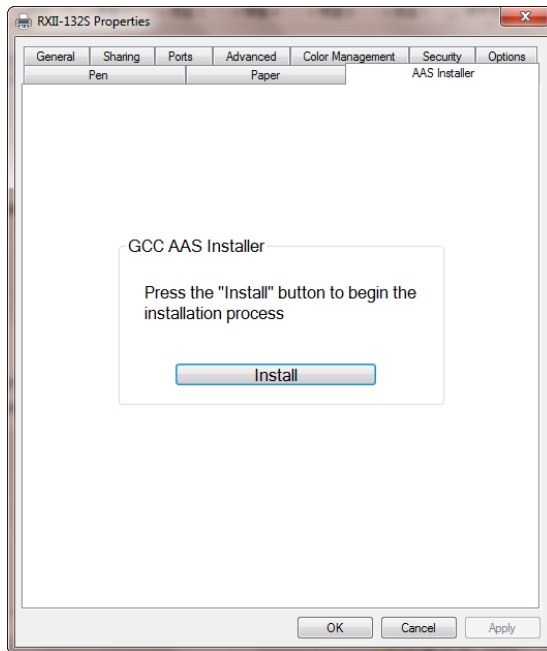 RXII-132S Properties
General Sharing Ports Advanced Color Management Security Options
Pen Paper AAS Installer
GCC AAS Installer
Press the "Install" button to begin the
installation process
Install
OK Cancel Apply